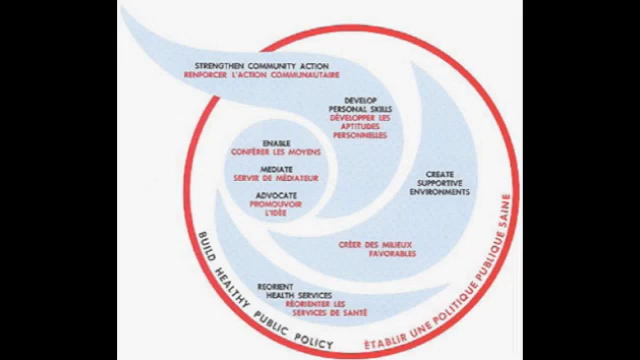 STRENGTHEN COMMUNITY ACTION
RENFORCER L'ACTION COMMUNAUTAIRE
DEVELOP
PERSONAL SKILLS
DÉVELOPPER LES
APTITUDES
PERSONNELLES
ENABLE
CONFÉRER LES MOYENS
MEDIATE
SERVIR DE MÉDIATEUR
ADVOCATE
PROMOUVOIR
L'IDÉE
CREATE
SUPPORTIVE
ENVIRONMENTS
CRÉER DES MILIEUX
FAVORABLES
REORIENT
HEALTH SERVICES
RÉORIENTER LES
SERVICES DE SANTÉ
BUILD HEALTHY PUBLIC POLICY
ÉTABLIR UNE POLITIQUE PUBLIQUE SAINE